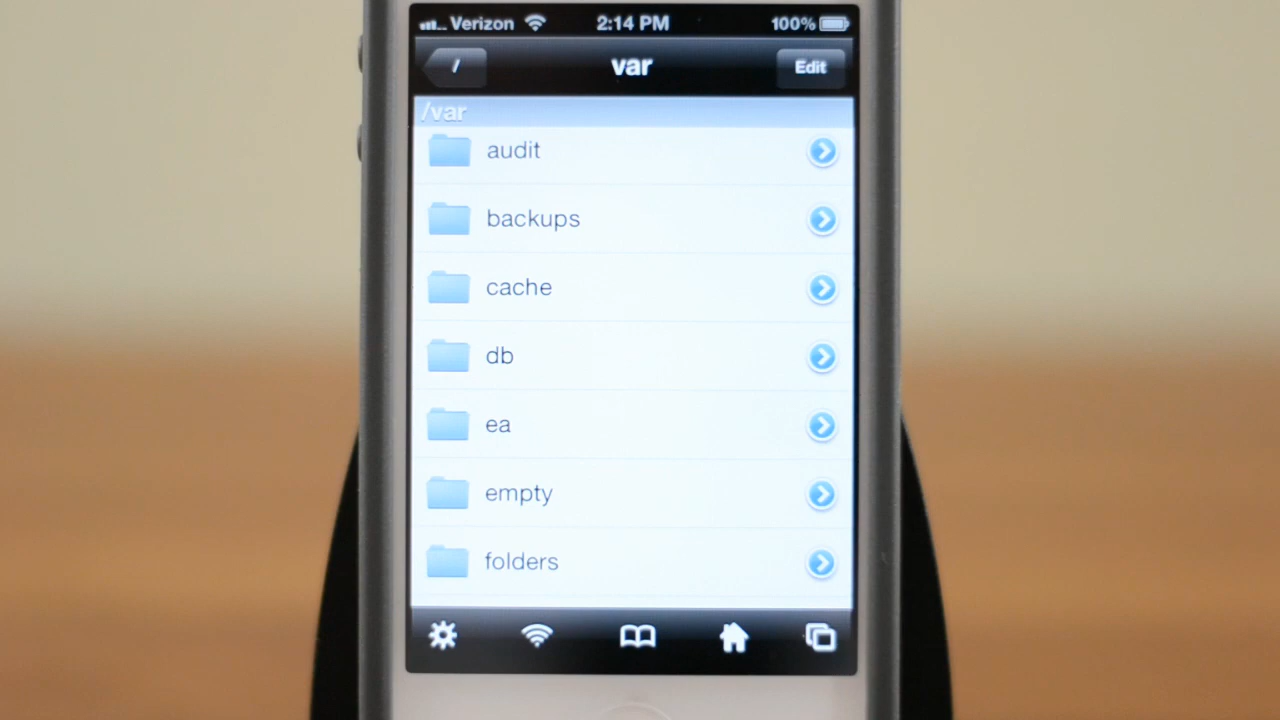 Verizon 2:14 PM 100%
/ var Edit
/var
audit
backups
cache
db
ea
empty
folders